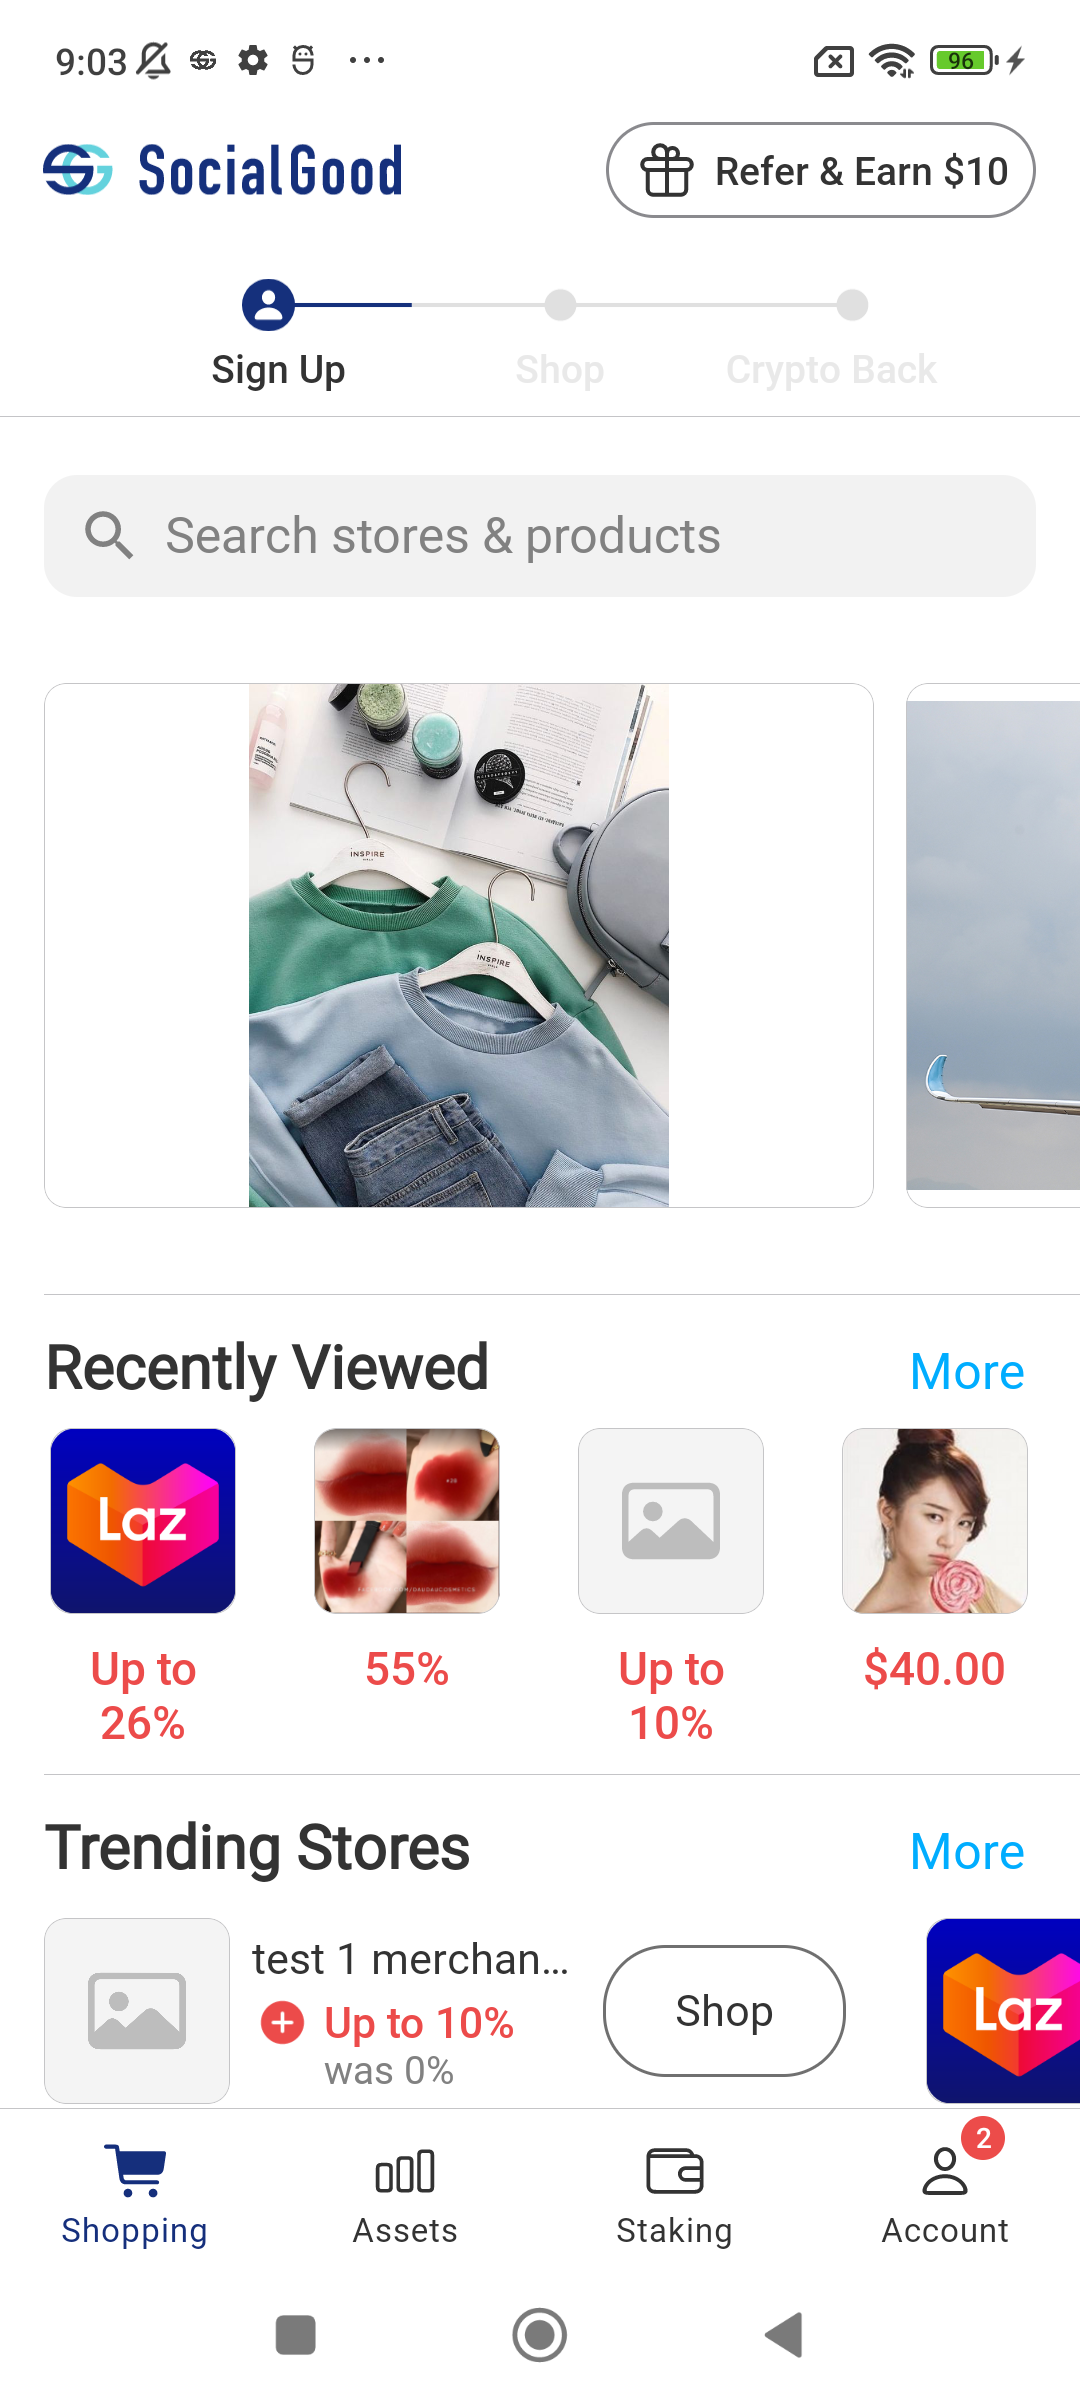 9:03
96
SocialGood
Refer & Earn $10
Sign Up
Shop
Crypto Back
Search stores & products
INSPIRE
INSPIRE
Recently Viewed
More
Laz
Up to
26%
55%
Up to
10%
$40.00
Trending Stores
More
test 1 merchan...
Up to 10%
was 0%
Shop
Laz
2
Shopping
Assets
Staking
Account